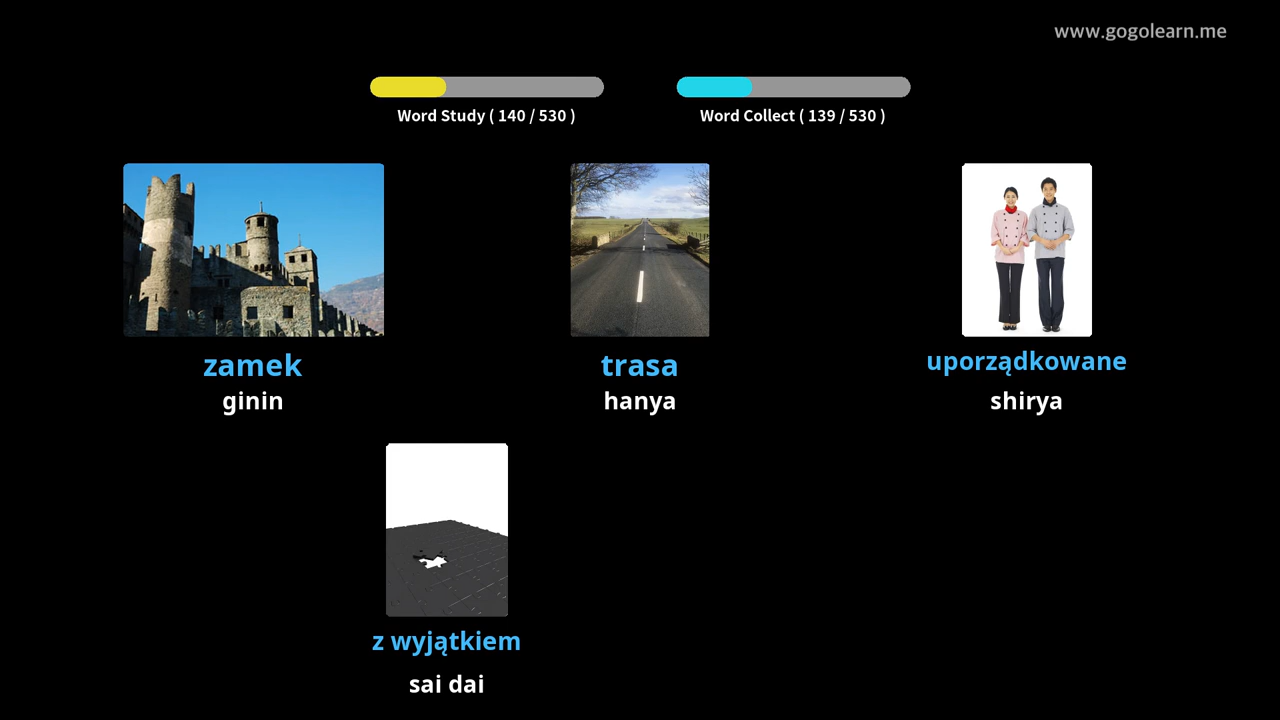 www.gogolearn.me
Word Study ( 140 / 530 )
Word Collect ( 139 / 530 )
zamek
ginin
trasa
hanya
uporządkowane
shirya
z wyjątkiem
sai dai